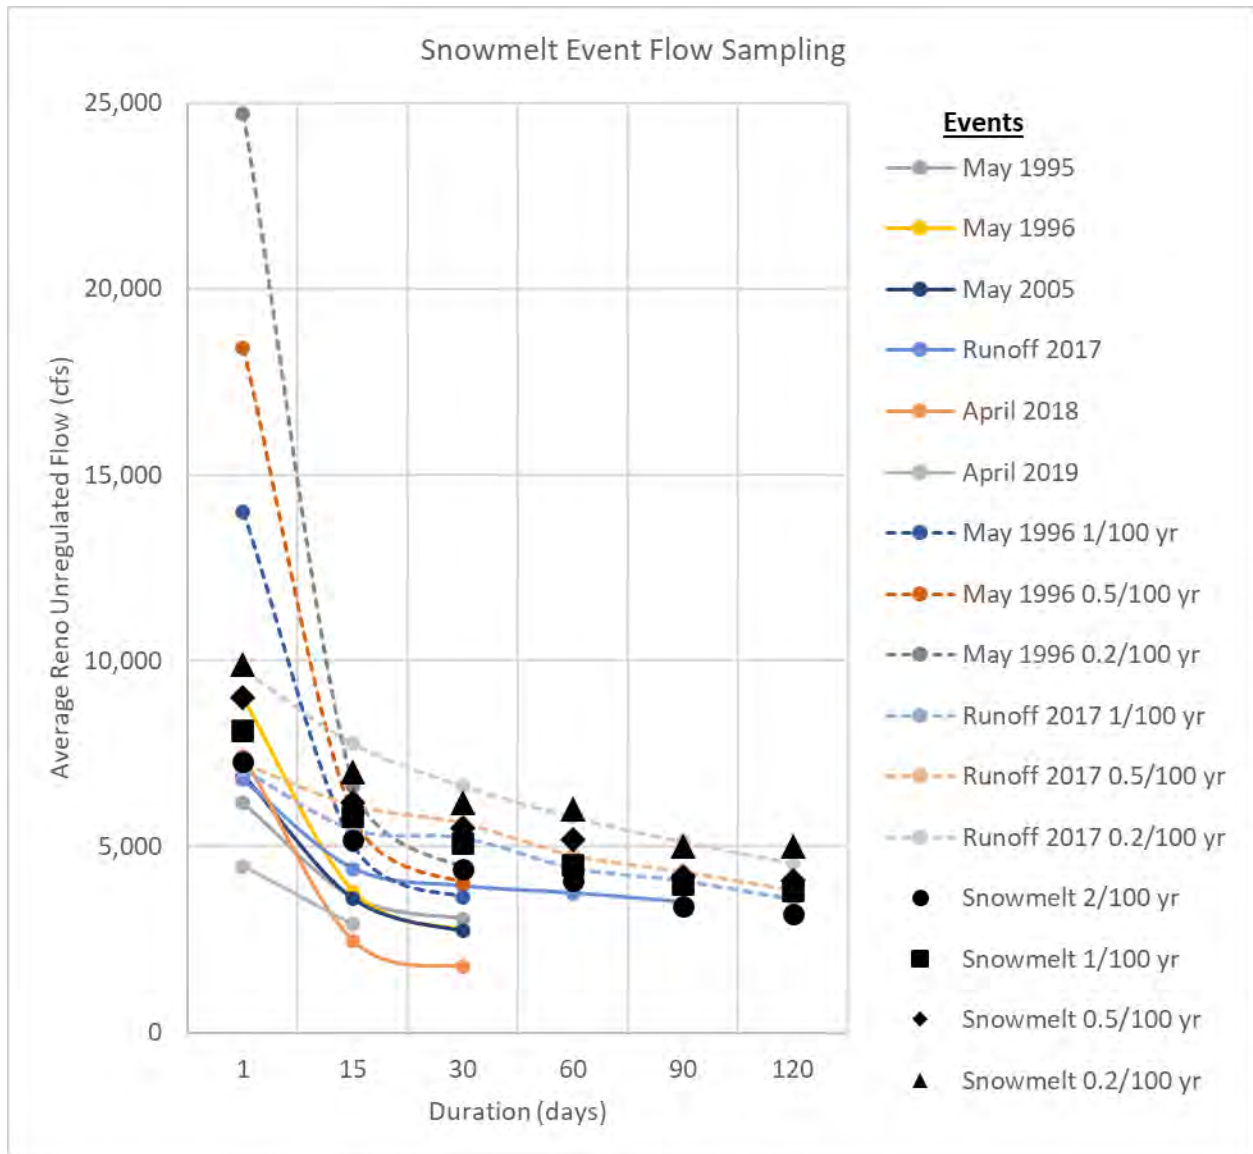 Snowmelt Event Flow Sampling
25,000
20,000
15,000
10,000
5,000
0
Average Reno Unregulated Flow (cfs)
1 15 30 60 90 120
Duration (days)
Events
May 1995
May 1996
May 2005
Runoff 2017
April 2018
April 2019
May 1996 1/100 yr
May 1996 0.5/100 yr
May 1996 0.2/100 yr
Runoff 2017 1/100 yr
Runoff 2017 0.5/100 yr
Runoff 2017 0.2/100 yr
Snowmelt 2/100 yr
Snowmelt 1/100 yr
Snowmelt 0.5/100 yr
Snowmelt 0.2/100 yr